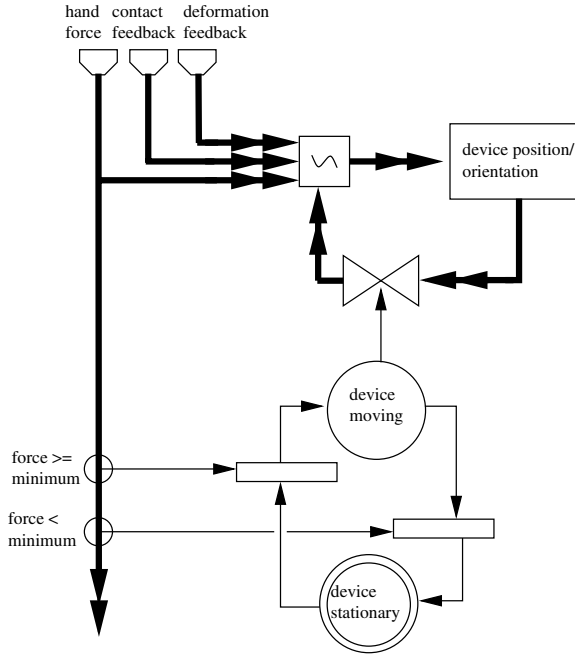 hand
force
contact
feedback
deformation
feedback
device position/
orientation
device
moving
force >=
minimum
force <
minimum
device
stationary